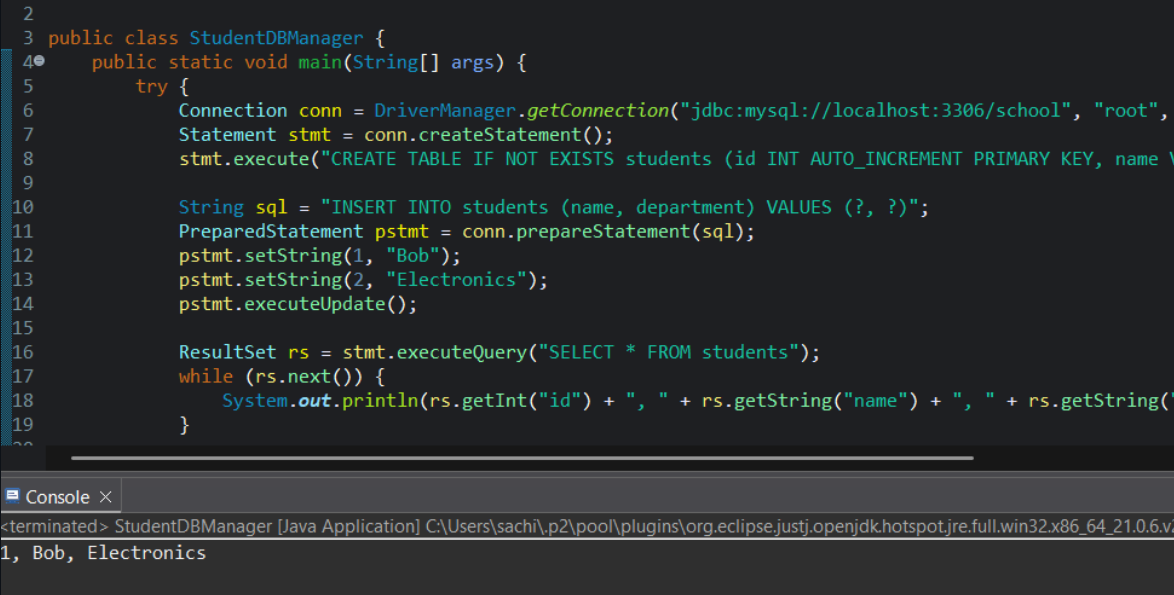 2
3 public class StudentDBManager {
4 public static void main(String[] args) {
5 try {
6 Connection conn = DriverManager.getConnection("jdbc:mysql://localhost:3306/school", "root",
7 Statement stmt = conn.createStatement();
8 stmt.execute("CREATE TABLE IF NOT EXISTS students (id INT AUTO_INCREMENT PRIMARY KEY, name V
9
10 String sql = "INSERT INTO students (name, department) VALUES (?, ?)";
11 PreparedStatement pstmt = conn.prepareStatement(sql);
12 pstmt.setString(1, "Bob");
13 pstmt.setString(2, "Electronics");
14 pstmt.executeUpdate();
15
16 ResultSet rs = stmt.executeQuery("SELECT * FROM students");
17 while (rs.next()) {
18 System.out.println(rs.getInt("id") + ", " + rs.getString("name") + ", " + rs.getString("
19 }
20
Console
<terminated> StudentDBManager [Java Application] C:\Users\sachi\.p2\pool\plugins\org.eclipse.justj.openjdk.hotspot.jre.full.win32.x86_64_21.0.6.v2
1, Bob, Electronics